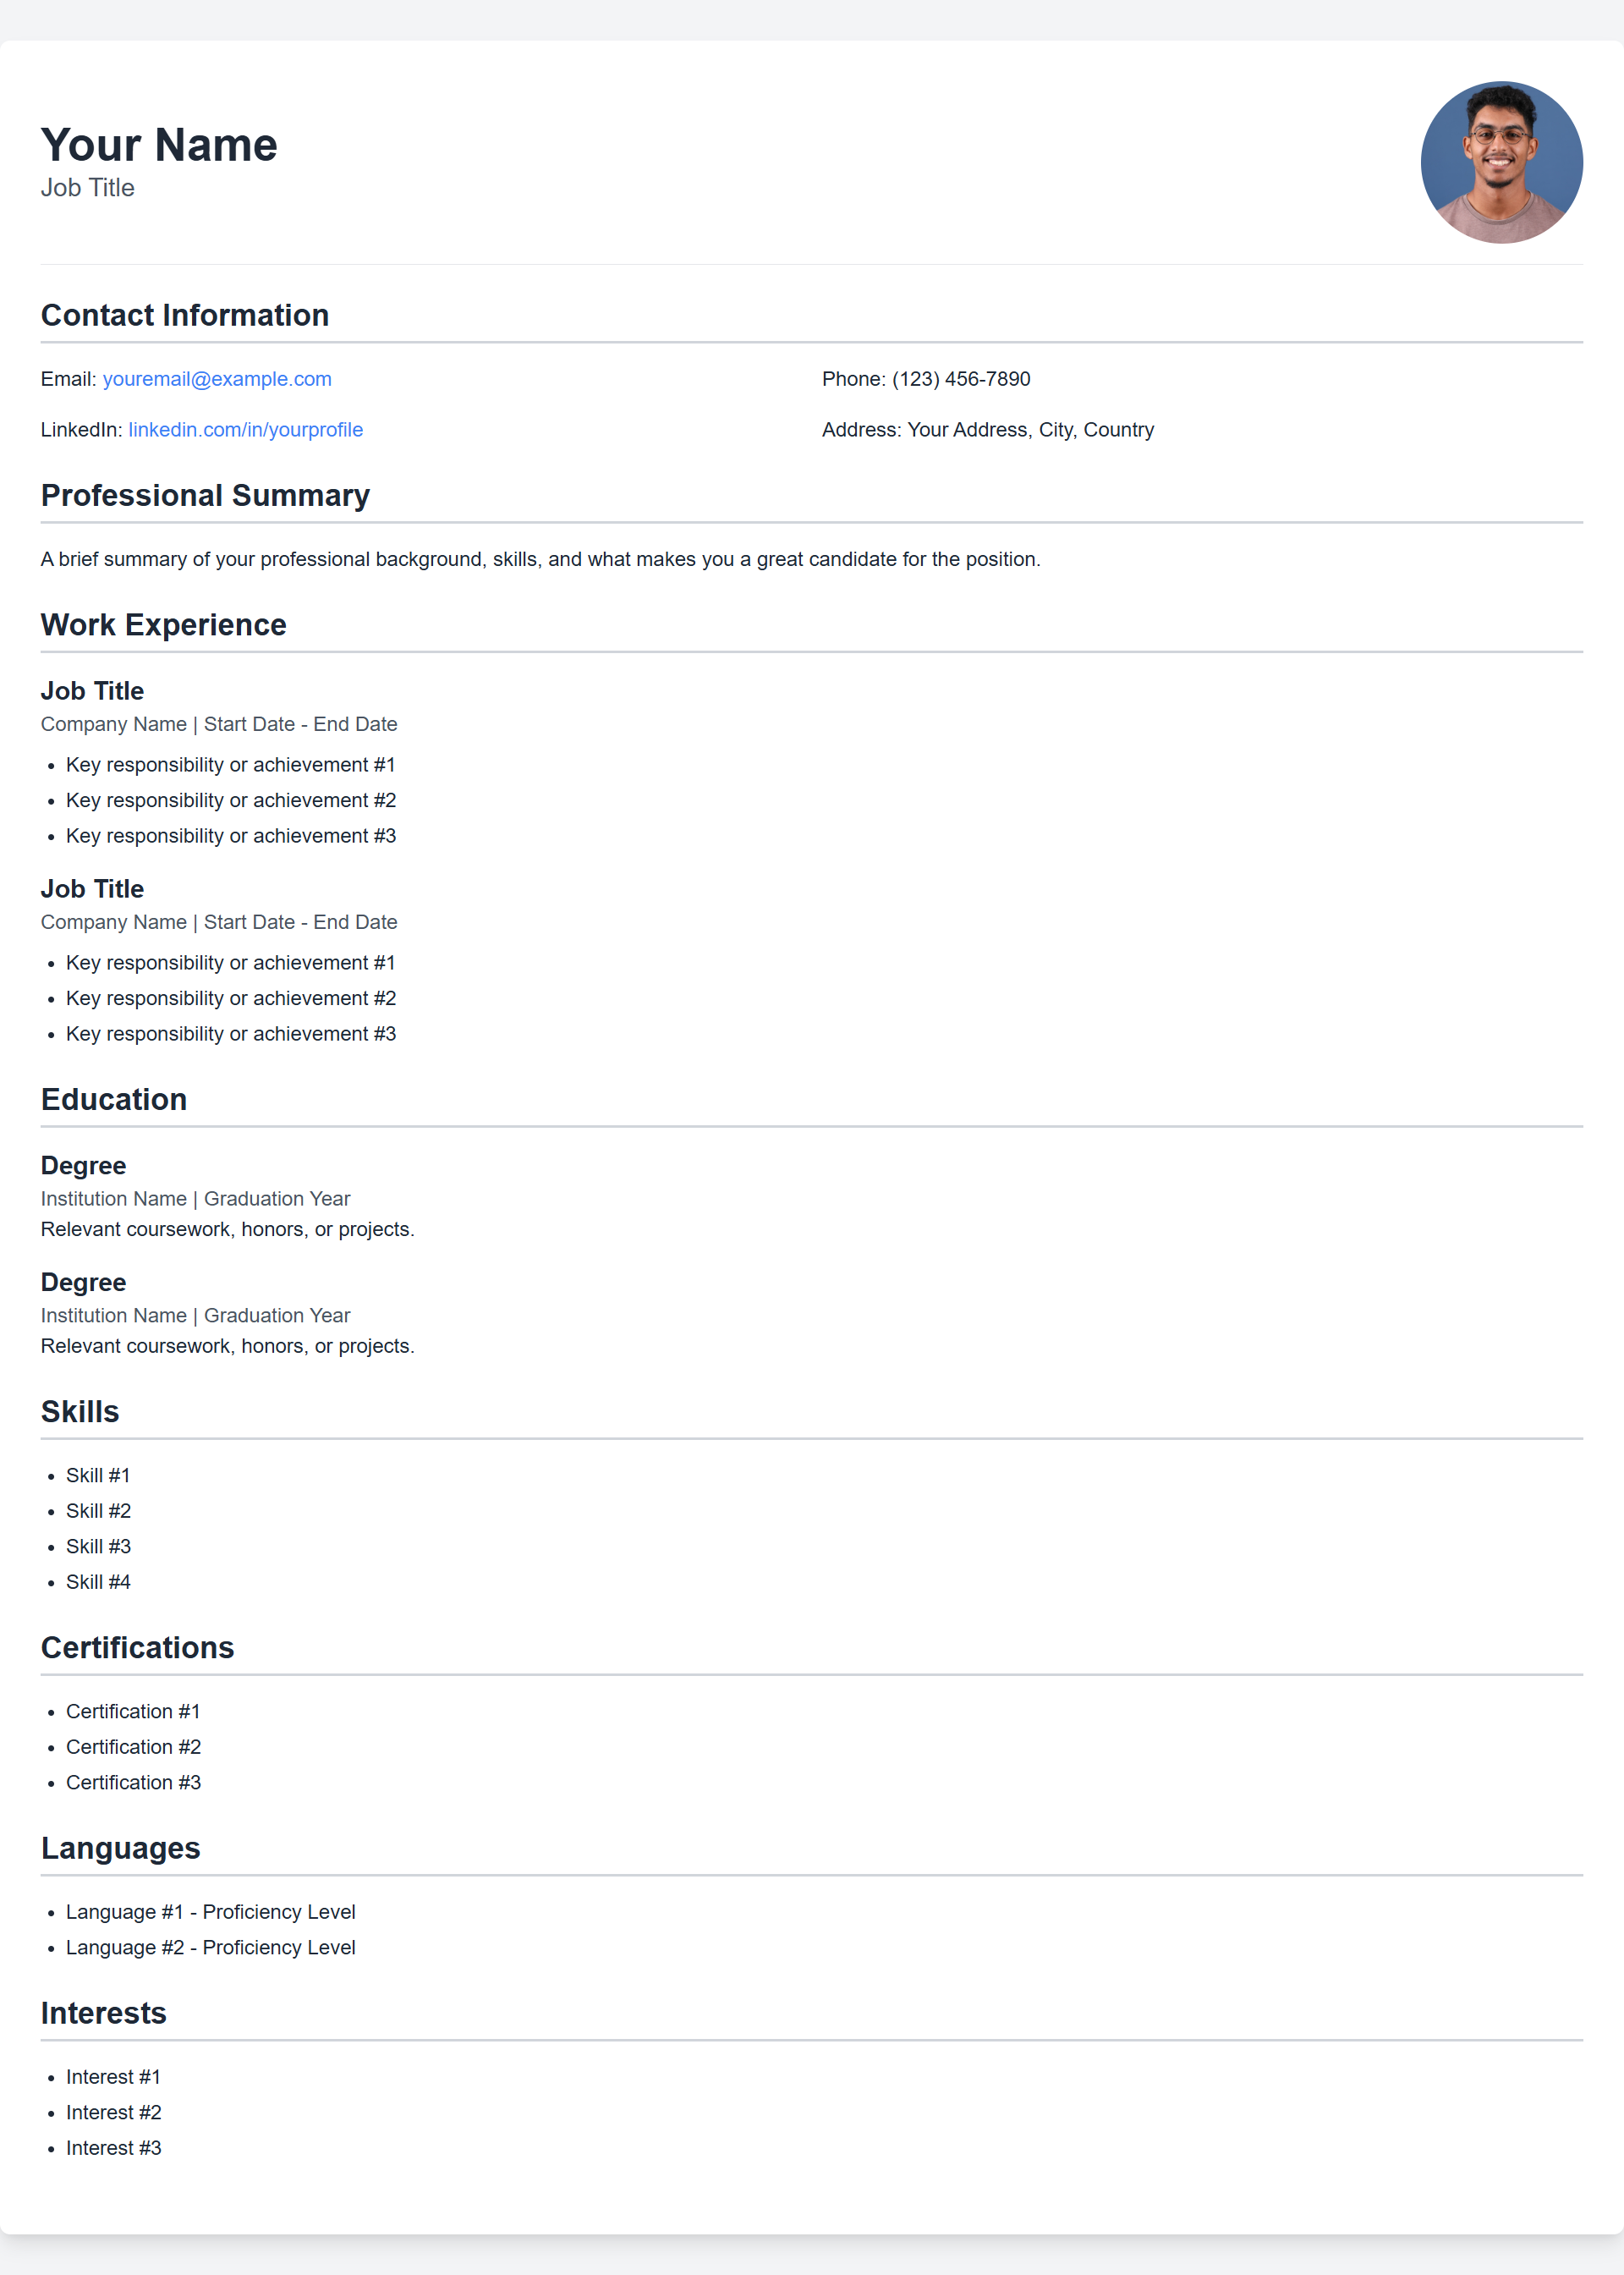 Your Name
Job Title
Contact Information
Email: youremail@example.com
Phone: (123) 456-7890
LinkedIn: linkedin.com/in/yourprofile
Address: Your Address, City, Country
Professional Summary
A brief summary of your professional background, skills, and what makes you a great candidate for the position.
Work Experience
Job Title
Company Name | Start Date - End Date
Key responsibility or achievement #1
Key responsibility or achievement #2
Key responsibility or achievement #3
Job Title
Company Name | Start Date - End Date
Key responsibility or achievement #1
Key responsibility or achievement #2
Key responsibility or achievement #3
Education
Degree
Institution Name | Graduation Year
Relevant coursework, honors, or projects.
Degree
Institution Name | Graduation Year
Relevant coursework, honors, or projects.
Skills
Skill #1
Skill #2
Skill #3
Skill #4
Certifications
Certification #1
Certification #2
Certification #3
Languages
Language #1 - Proficiency Level
Language #2 - Proficiency Level
Interests
Interest #1
Interest #2
Interest #3